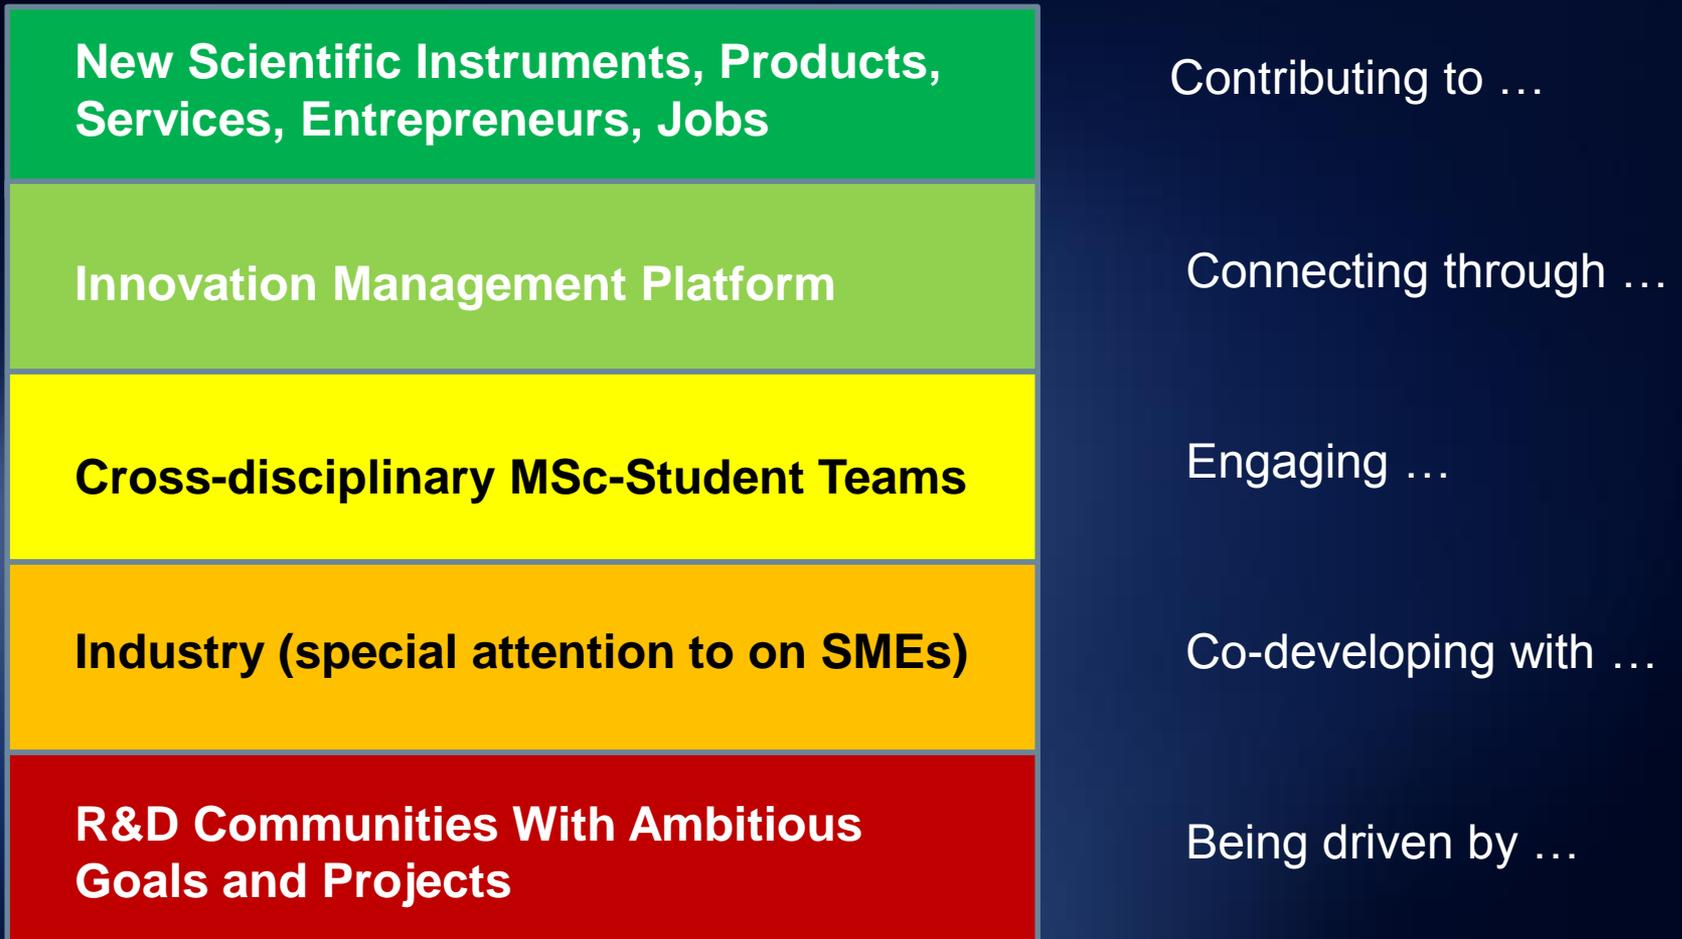 New Scientific Instruments, Products,
Services, Entrepreneurs, Jobs
Contributing to …
Innovation Management Platform
Connecting through …
Cross-disciplinary MSc-Student Teams
Engaging …
Industry (special attention to on SMEs)
Co-developing with …
R&D Communities With Ambitious
Goals and Projects
Being driven by …